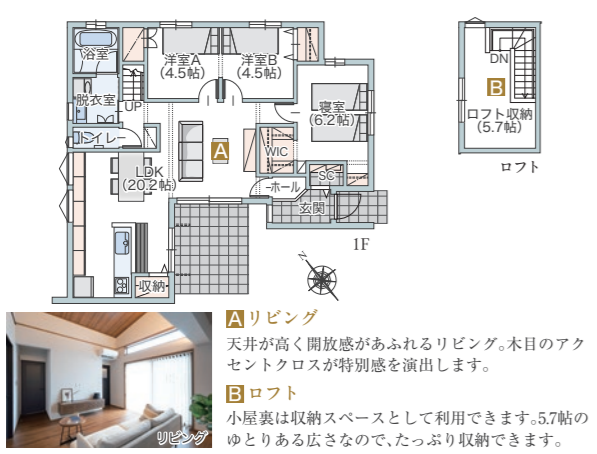 浴室
洋室A
(4.5帖)
洋室B
(4.5帖)
脱衣室
UP
寝室
(6.2帖)
トイレ
A
WIC
LDK
(20.2帖)
SC
ホール
玄関
収納
1F
N
DN
B
ロフト収納
(5.7帖)
ロフト
リビング
A リビング
天井が高く開放感があふれるリビング。木目のアク
セントクロスが特別感を演出します。
B ロフト
小屋裏は収納スペースとして利用できます。5.7帖の
ゆとりある広さなので、たっぷり収納できます。